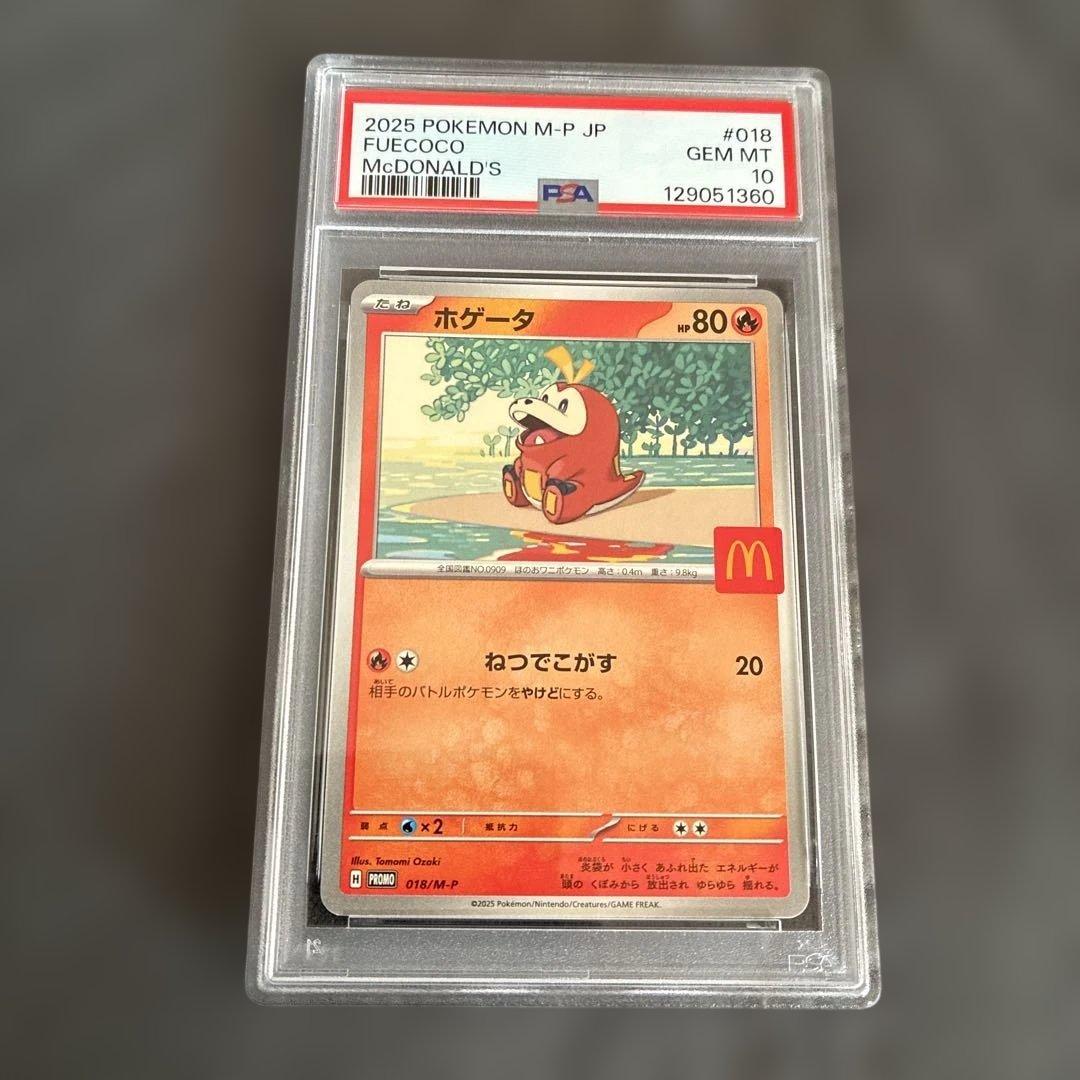 2025 POKEMON M-P JP #018
FUECOCO GEM MT
McDONALD'S 10
PSA 129051360
たね ホゲータ HP80
全国図鑑NO.0909 ほのおワニポケモン 高さ:0.4m 重さ:9.8kg
M
ねつでこがす 20
相手のバトルポケモンをやけどにする。
弱点 ×2 抵抗力 にげる
Illus. Tomomi Ozaki
炎袋が 小さく あふれ出た エネルギーが
頭の くぼみから 放出され ゆらゆら 揺れる。
H PROMO 018/M-P
©2025 Pokémon/Nintendo/Creatures/GAME FREAK.
PSA